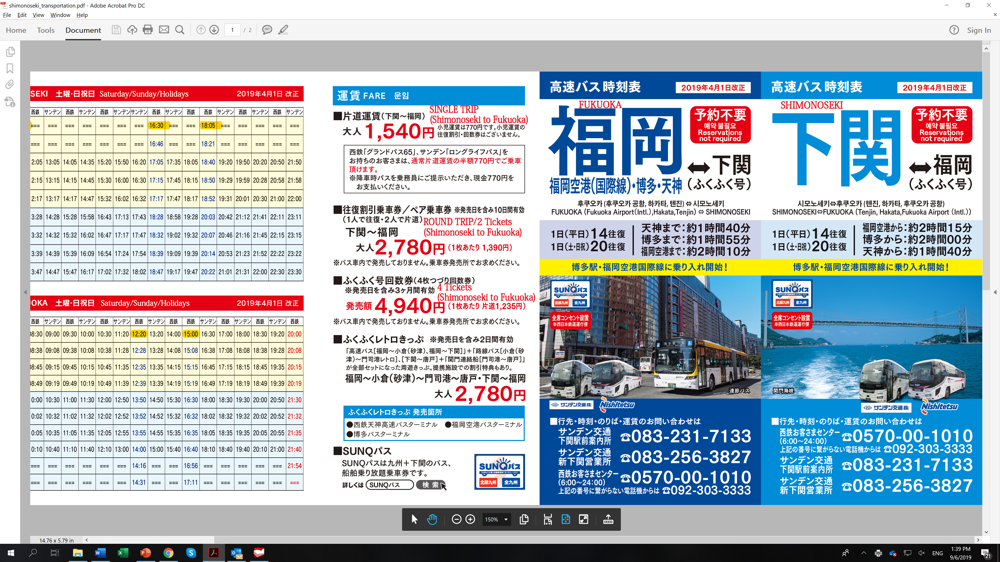 shimonoseki_transportation.pdf - Adobe Acrobat Pro DC
File Edit View Window Help
Home Tools Document 1 / 2 Sign In
SEKI 土曜・日祝日 Saturday/Sunday/Holidays 2019年4月1日 改正
西鉄 サンデン 西鉄 サンデン 西鉄 サンデン サンデン 西鉄 サンデン 西鉄 西鉄 サンデン 西鉄 サンデン 西鉄 サンデン
=== === === === === === === 16:30 === === 18:05 === === === === ===
=== === === === === === === 16:46 === === 18:21 === === === === ===
2:05 13:05 14:05 14:35 15:20 15:50 16:20 17:05 17:35 18:05 18:40 19:20 19:50 20:20 20:50 21:50
2:15 13:15 14:15 14:45 15:30 16:00 16:30 17:15 17:45 18:15 18:50 19:29 19:59 20:28 20:58 21:58
2:17 13:17 14:17 14:47 15:32 16:02 16:32 17:17 17:47 18:17 18:52 19:31 20:01 20:30 21:00 22:00
3:28 14:28 15:28 15:58 16:43 17:13 17:43 18:28 18:58 19:28 20:03 20:42 21:12 21:41 22:11 23:11
3:32 14:32 15:32 16:02 16:47 17:17 17:47 18:32 19:02 19:32 20:07 20:46 21:16 21:45 22:15 23:15
3:39 14:39 15:39 16:09 16:54 17:24 17:54 18:39 19:09 19:39 20:14 20:53 21:23 21:52 22:22 23:22
3:47 14:47 15:47 16:17 17:02 17:32 18:02 18:47 19:17 19:47 20:22 21:01 21:31 22:00 22:30 23:30
OKA 土曜・日祝日 Saturday/Sunday/Holidays 2019年4月1日 改正
西鉄 サンデン 西鉄 サンデン 西鉄 サンデン 西鉄 サンデン 西鉄 西鉄 サンデン 西鉄 サンデン 西鉄 サンデン 西鉄
08:30 09:00 09:30 10:00 10:30 11:20 12:20 13:20 14:00 15:00 16:30 17:00 18:00 18:30 19:20 20:00
08:38 09:08 09:38 10:08 10:38 11:28 12:28 13:28 14:08 15:08 16:38 17:08 18:08 18:38 19:28 20:08
08:45 09:15 09:45 10:15 10:45 11:35 12:35 13:35 14:15 15:15 16:45 17:15 18:15 18:45 19:35 20:15
08:49 09:19 09:49 10:19 10:49 11:39 12:39 13:39 14:19 15:19 16:49 17:19 18:19 18:49 19:39 20:19
0:00 10:30 11:00 11:30 12:00 12:50 13:50 14:50 15:30 16:30 18:00 18:30 19:30 20:00 20:50 21:30
0:02 10:32 11:02 11:32 12:02 12:52 13:52 14:52 15:32 16:32 18:02 18:32 19:32 20:02 20:52 21:32
0:05 10:35 11:05 11:35 12:05 12:55 13:55 14:55 15:35 16:35 18:05 18:35 19:35 20:05 20:55 21:35
0:10 10:40 11:10 11:40 12:10 13:00 14:00 15:00 15:40 16:40 18:10 18:40 19:40 20:10 21:00 21:40
=== === === === === === 14:16 === === 16:56 === === === === === 21:54
=== === === === === === 14:31 === === 17:11 === === === === === ===
運賃 FARE 운임
■片道運賃（下関〜福岡）
SINGLE TRIP
(Shimonoseki to Fukuoka)
大人 1,540円 小児運賃は770円です。小児運賃の
往復割引・回数券はございません。
西鉄「グランドパス65」、サンデン「ロングライフパス」を
お持ちのお客さまは、通常片道運賃の半額770円でご乗車
頂けます。
※降車時パスを乗務員にご提示いただき、現金770円を
お支払いください。
■往復割引乗車券／ペア乗車券 ※発売日を含み10日間有効
（1人で往復・2人で片道）
ROUND TRIP/2 Tickets
(Shimonoseki to Fukuoka)
下関〜福岡
大人2,780円（1枚あたり 1,390円）
※バス車内で発売しておりません。乗車券発売所でお求めください。
■ふくふく号回数券（4枚つづり回数券）
※発売日を含み3ヶ月間有効
4 Tickets
(Shimonoseki to Fukuoka)
発売額 4,940円（1枚あたり 片道1,235円）
※バス車内で発売しておりません。乗車券発売所でお求めください。
■ふくふくレトロきっぷ ※発売日を含み2日間有効
「高速バス［福岡〜小倉（砂津）、福岡〜下関］」＋「路線バス［小倉（砂
津）〜門司港レトロ］、［下関〜唐戸］＋「関門連絡船［門司港〜唐戸］」
が全部セットになった周遊きっぷ。提携施設での割引特典もあり。
福岡〜小倉（砂津）〜門司港〜唐戸・下関〜福岡
大人 2,780円
ふくふくレトロきっぷ 発売箇所
●西鉄天神高速バスターミナル ●福岡空港バスターミナル
●博多バスターミナル
■SUNQパス
SUNQパスは九州＋下関のバス、
船舶乗り放題乗車券です。
詳しくは SUNQパス 検索
SUNQパス
九州のバス乗り放題乗車券［サンキューパス］
北部九州 全九州
高速バス時刻表 2019年4月1日改正
FUKUOKA
福岡
予約不要
예약 불필요
Reservations
not required
⬌下関
福岡空港（国際線）・博多・天神（ふくふく号）
후쿠오카 (후쿠오카 공항, 하카타, 텐진) ⇔ 시모노세키
FUKUOKA (Fukuoka Airport(Intl.),Hakata,Tenjin) ⇔ SHIMONOSEKI
1日（平日）14往復
1日（土・日祝）20往復
天神まで：約1時間40分
博多まで：約1時間55分
福岡空港まで：約2時間10分
博多駅・福岡空港国際線に乗り入れ開始！
SUNQパス
九州のバス乗り放題乗車券［サンキューパス］
北部九州 全九州
全席コンセント設置
※西日本鉄道運行便
連節バス
サンデン交通(株) Nishitetsu
■行先・時刻・のりば・運賃のお問い合わせは
サンデン交通
下関駅前案内所 ☎083-231-7133
サンデン交通
新下関営業所 ☎083-256-3827
西鉄お客さまセンター
(6:00〜24:00) ☎0570-00-1010
上記の番号に繋がらない電話機からは ☎092-303-3333
高速バス時刻表 2019年4月1日改正
SHIMONOSEKI
下関
予約不要
예약 불필요
Reservations
not required
⬌福岡
（ふくふく号）
시모노세키⇔후쿠오카 (텐진, 하카타, 후쿠오카 공항)
SHIMONOSEKI⇔FUKUOKA (Tenjin, Hakata,Fukuoka Airport (Intl.))
1日（平日）14往復
1日（土・日祝）20往復
福岡空港から：約2時間15分
博多から：約2時間00分
天神から：約1時間40分
博多駅・福岡空港国際線に乗り入れ開始！
SUNQパス
九州のバス乗り放題乗車券［サンキューパス］
北部九州 全九州
全席コンセント設置
※西日本鉄道運行便
関門海峡
サンデン交通(株) Nishitetsu
■行先・時刻・のりば・運賃のお問い合わせは
西鉄お客さまセンター
(6:00〜24:00) ☎0570-00-1010
上記の番号に繋がらない電話機からは ☎092-303-3333
サンデン交通
下関駅前案内所 ☎083-231-7133
サンデン交通
新下関営業所 ☎083-256-3827
150%
14.76 x 5.79 in
ENG
1:39 PM
9/6/2019
21